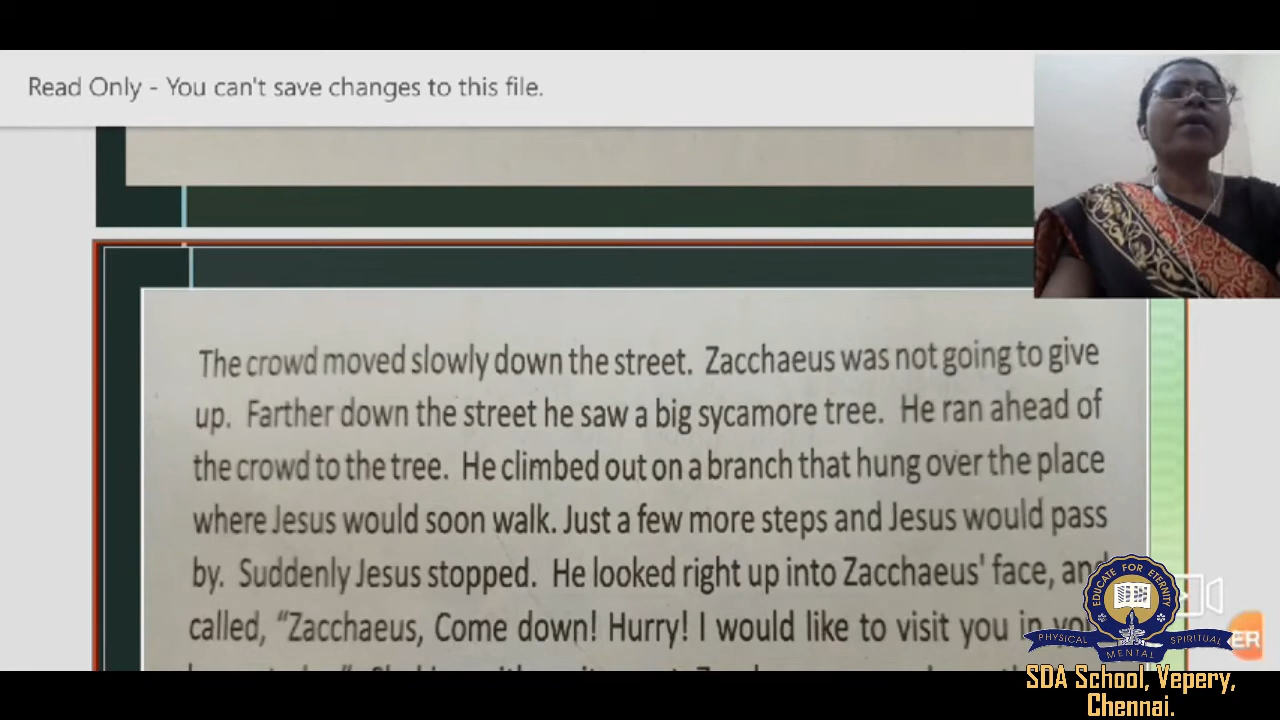 Read Only - You can't save changes to this file.
The crowd moved slowly down the street. Zacchaeus was not going to give
up. Farther down the street he saw a big sycamore tree. He ran ahead of
the crowd to the tree. He climbed out on a branch that hung over the place
where Jesus would soon walk. Just a few more steps and Jesus would pass
by. Suddenly Jesus stopped. He looked right up into Zacchaeus' face, and
called, "Zacchaeus, Come down! Hurry! I would like to visit you in your
EDUCATE FOR ETERNITY
PHYSICAL MENTAL SPIRITUAL
ER
SDA School, Vepery,
Chennai.